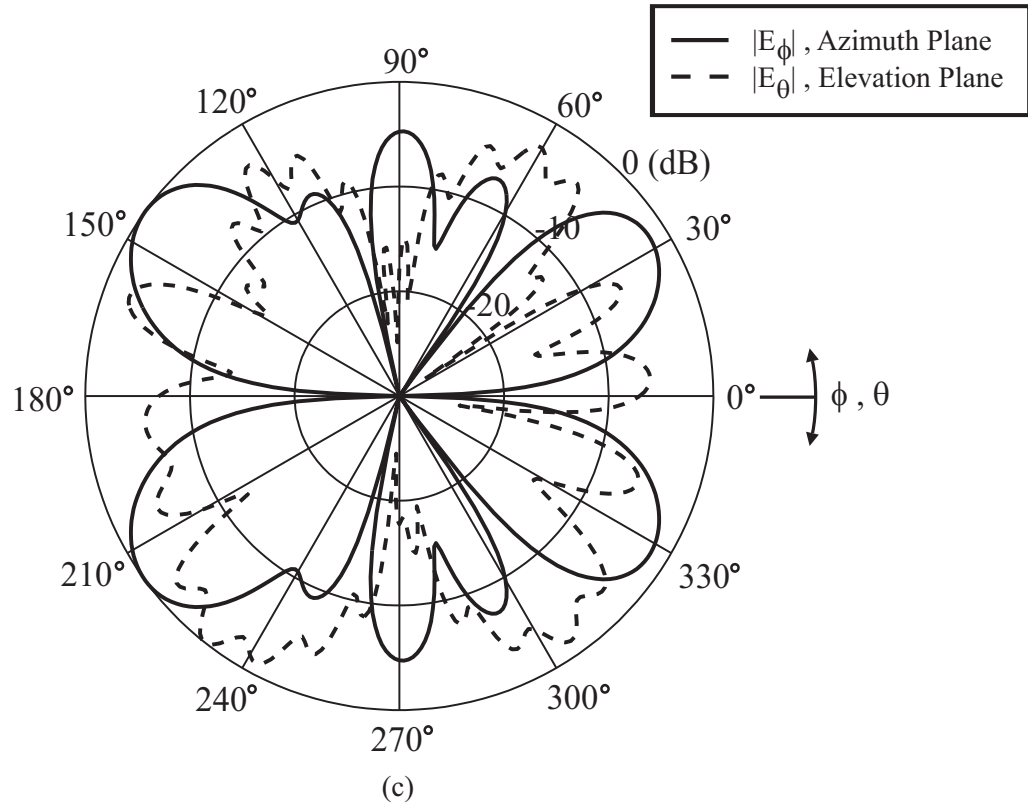 |E_ϕ| , Azimuth Plane
|E_θ| , Elevation Plane
90°
120°
60°
0 (dB)
150°
-10
30°
-20
180°
0°
ϕ , θ
210°
330°
240°
300°
270°
(c)